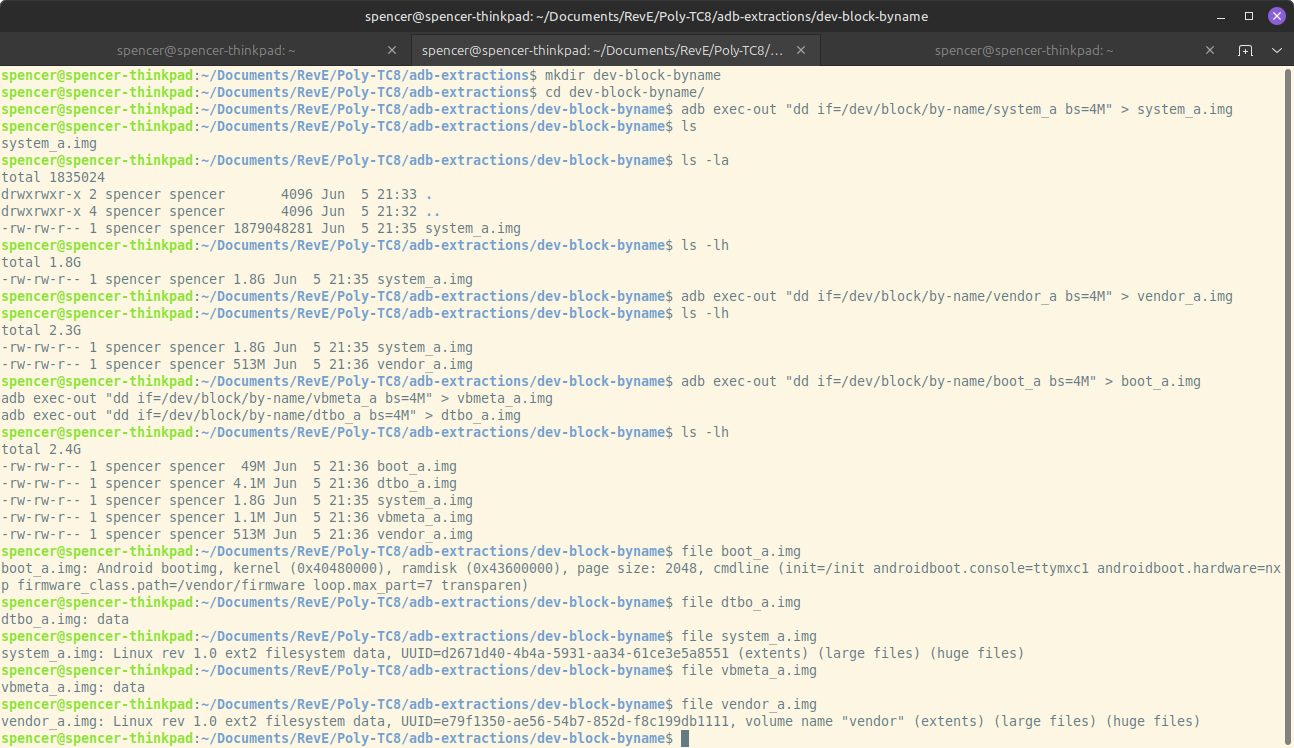 spencer@spencer-thinkpad: ~/Documents/RevE/Poly-TC8/adb-extractions/dev-block-byname
spencer@spencer-thinkpad: ~
spencer@spencer-thinkpad: ~/Documents/RevE/Poly-TC8/...
spencer@spencer-thinkpad: ~
spencer@spencer-thinkpad:~/Documents/RevE/Poly-TC8/adb-extractions$ mkdir dev-block-byname
spencer@spencer-thinkpad:~/Documents/RevE/Poly-TC8/adb-extractions$ cd dev-block-byname/
spencer@spencer-thinkpad:~/Documents/RevE/Poly-TC8/adb-extractions/dev-block-byname$ adb exec-out "dd if=/dev/block/by-name/system_a bs=4M" > system_a.img
spencer@spencer-thinkpad:~/Documents/RevE/Poly-TC8/adb-extractions/dev-block-byname$ ls
system_a.img
spencer@spencer-thinkpad:~/Documents/RevE/Poly-TC8/adb-extractions/dev-block-byname$ ls -la
total 1835024
drwxrwxr-x 2 spencer spencer       4096 Jun  5 21:33 .
drwxrwxr-x 4 spencer spencer       4096 Jun  5 21:32 ..
-rw-rw-r-- 1 spencer spencer 1879048281 Jun  5 21:35 system_a.img
spencer@spencer-thinkpad:~/Documents/RevE/Poly-TC8/adb-extractions/dev-block-byname$ ls -lh
total 1.8G
-rw-rw-r-- 1 spencer spencer 1.8G Jun  5 21:35 system_a.img
spencer@spencer-thinkpad:~/Documents/RevE/Poly-TC8/adb-extractions/dev-block-byname$ adb exec-out "dd if=/dev/block/by-name/vendor_a bs=4M" > vendor_a.img
spencer@spencer-thinkpad:~/Documents/RevE/Poly-TC8/adb-extractions/dev-block-byname$ ls -lh
total 2.3G
-rw-rw-r-- 1 spencer spencer 1.8G Jun  5 21:35 system_a.img
-rw-rw-r-- 1 spencer spencer 513M Jun  5 21:36 vendor_a.img
spencer@spencer-thinkpad:~/Documents/RevE/Poly-TC8/adb-extractions/dev-block-byname$ adb exec-out "dd if=/dev/block/by-name/boot_a bs=4M" > boot_a.img
adb exec-out "dd if=/dev/block/by-name/vbmeta_a bs=4M" > vbmeta_a.img
adb exec-out "dd if=/dev/block/by-name/dtbo_a bs=4M" > dtbo_a.img
spencer@spencer-thinkpad:~/Documents/RevE/Poly-TC8/adb-extractions/dev-block-byname$ ls -lh
total 2.4G
-rw-rw-r-- 1 spencer spencer  49M Jun  5 21:36 boot_a.img
-rw-rw-r-- 1 spencer spencer 4.1M Jun  5 21:36 dtbo_a.img
-rw-rw-r-- 1 spencer spencer 1.8G Jun  5 21:35 system_a.img
-rw-rw-r-- 1 spencer spencer 1.1M Jun  5 21:36 vbmeta_a.img
-rw-rw-r-- 1 spencer spencer 513M Jun  5 21:36 vendor_a.img
spencer@spencer-thinkpad:~/Documents/RevE/Poly-TC8/adb-extractions/dev-block-byname$ file boot_a.img
boot_a.img: Android bootimg, kernel (0x40480000), ramdisk (0x43600000), page size: 2048, cmdline (init=/init androidboot.console=ttymxc1 androidboot.hardware=nx
p firmware_class.path=/vendor/firmware loop.max_part=7 transparen)
spencer@spencer-thinkpad:~/Documents/RevE/Poly-TC8/adb-extractions/dev-block-byname$ file dtbo_a.img
dtbo_a.img: data
spencer@spencer-thinkpad:~/Documents/RevE/Poly-TC8/adb-extractions/dev-block-byname$ file system_a.img
system_a.img: Linux rev 1.0 ext2 filesystem data, UUID=d2671d40-4b4a-5931-aa34-61ce3e5a8551 (extents) (large files) (huge files)
spencer@spencer-thinkpad:~/Documents/RevE/Poly-TC8/adb-extractions/dev-block-byname$ file vbmeta_a.img
vbmeta_a.img: data
spencer@spencer-thinkpad:~/Documents/RevE/Poly-TC8/adb-extractions/dev-block-byname$ file vendor_a.img
vendor_a.img: Linux rev 1.0 ext2 filesystem data, UUID=e79f1350-ae56-54b7-852d-f8c199db1111, volume name "vendor" (extents) (large files) (huge files)
spencer@spencer-thinkpad:~/Documents/RevE/Poly-TC8/adb-extractions/dev-block-byname$